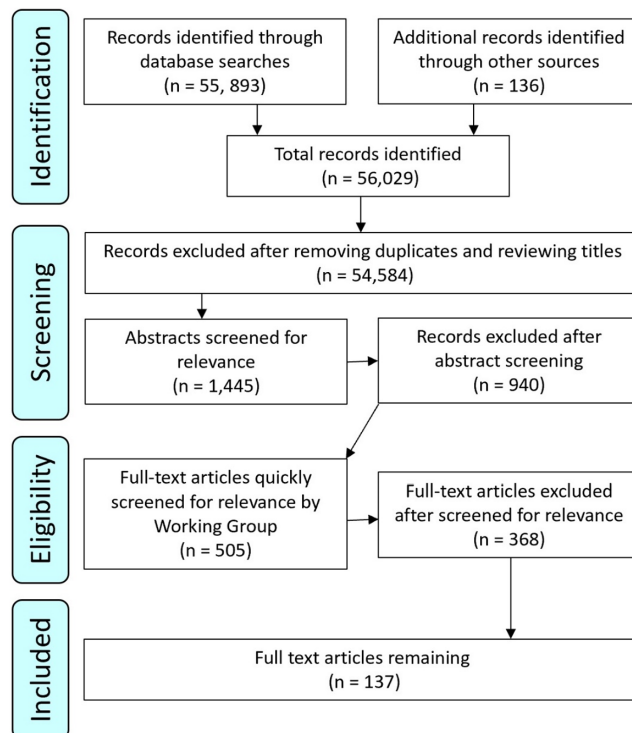 Identification
Records identified through
database searches
(n = 55, 893)
Additional records identified
through other sources
(n = 136)
Total records identified
(n = 56,029)
Screening
Records excluded after removing duplicates and reviewing titles
(n = 54,584)
Abstracts screened for
relevance
(n = 1,445)
Records excluded after
abstract screening
(n = 940)
Eligibility
Full-text articles quickly
screened for relevance by
Working Group
(n = 505)
Full-text articles excluded
after screened for relevance
(n = 368)
Included
Full text articles remaining
(n = 137)